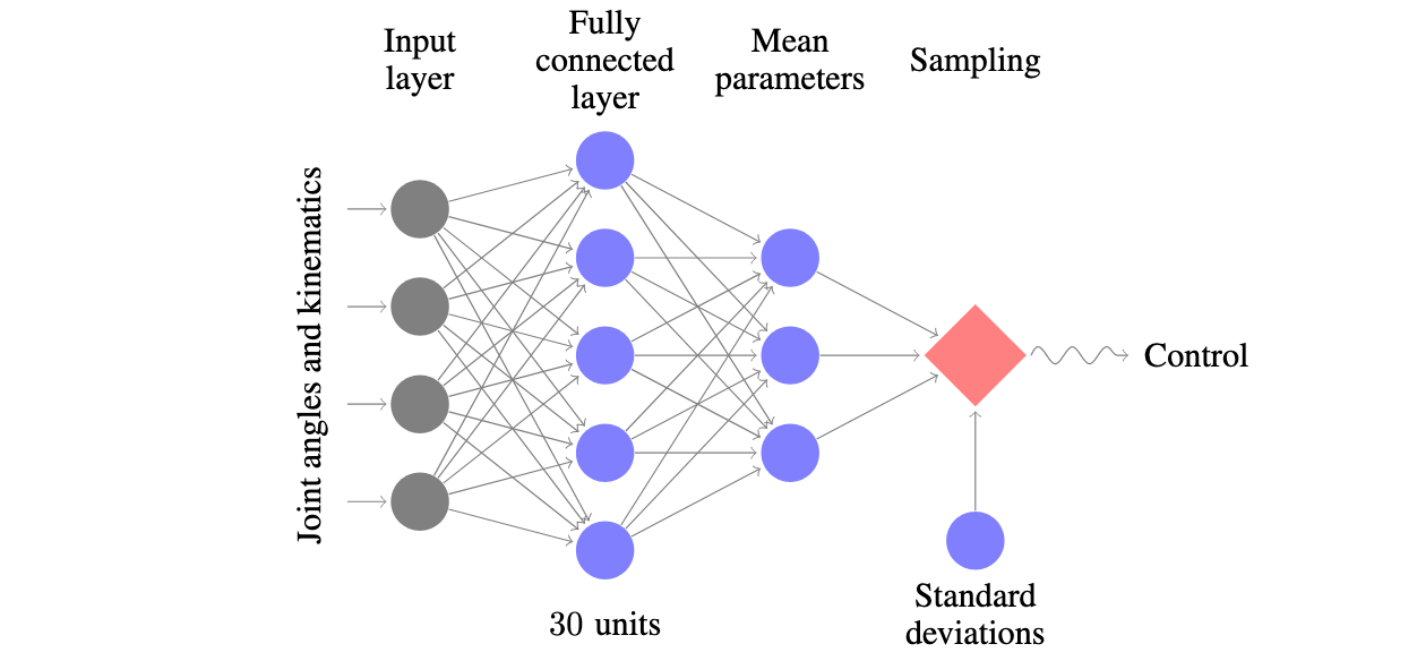 Input
layer
Fully
connected
layer
Mean
parameters
Sampling
Joint angles and kinematics
Control
30 units
Standard
deviations